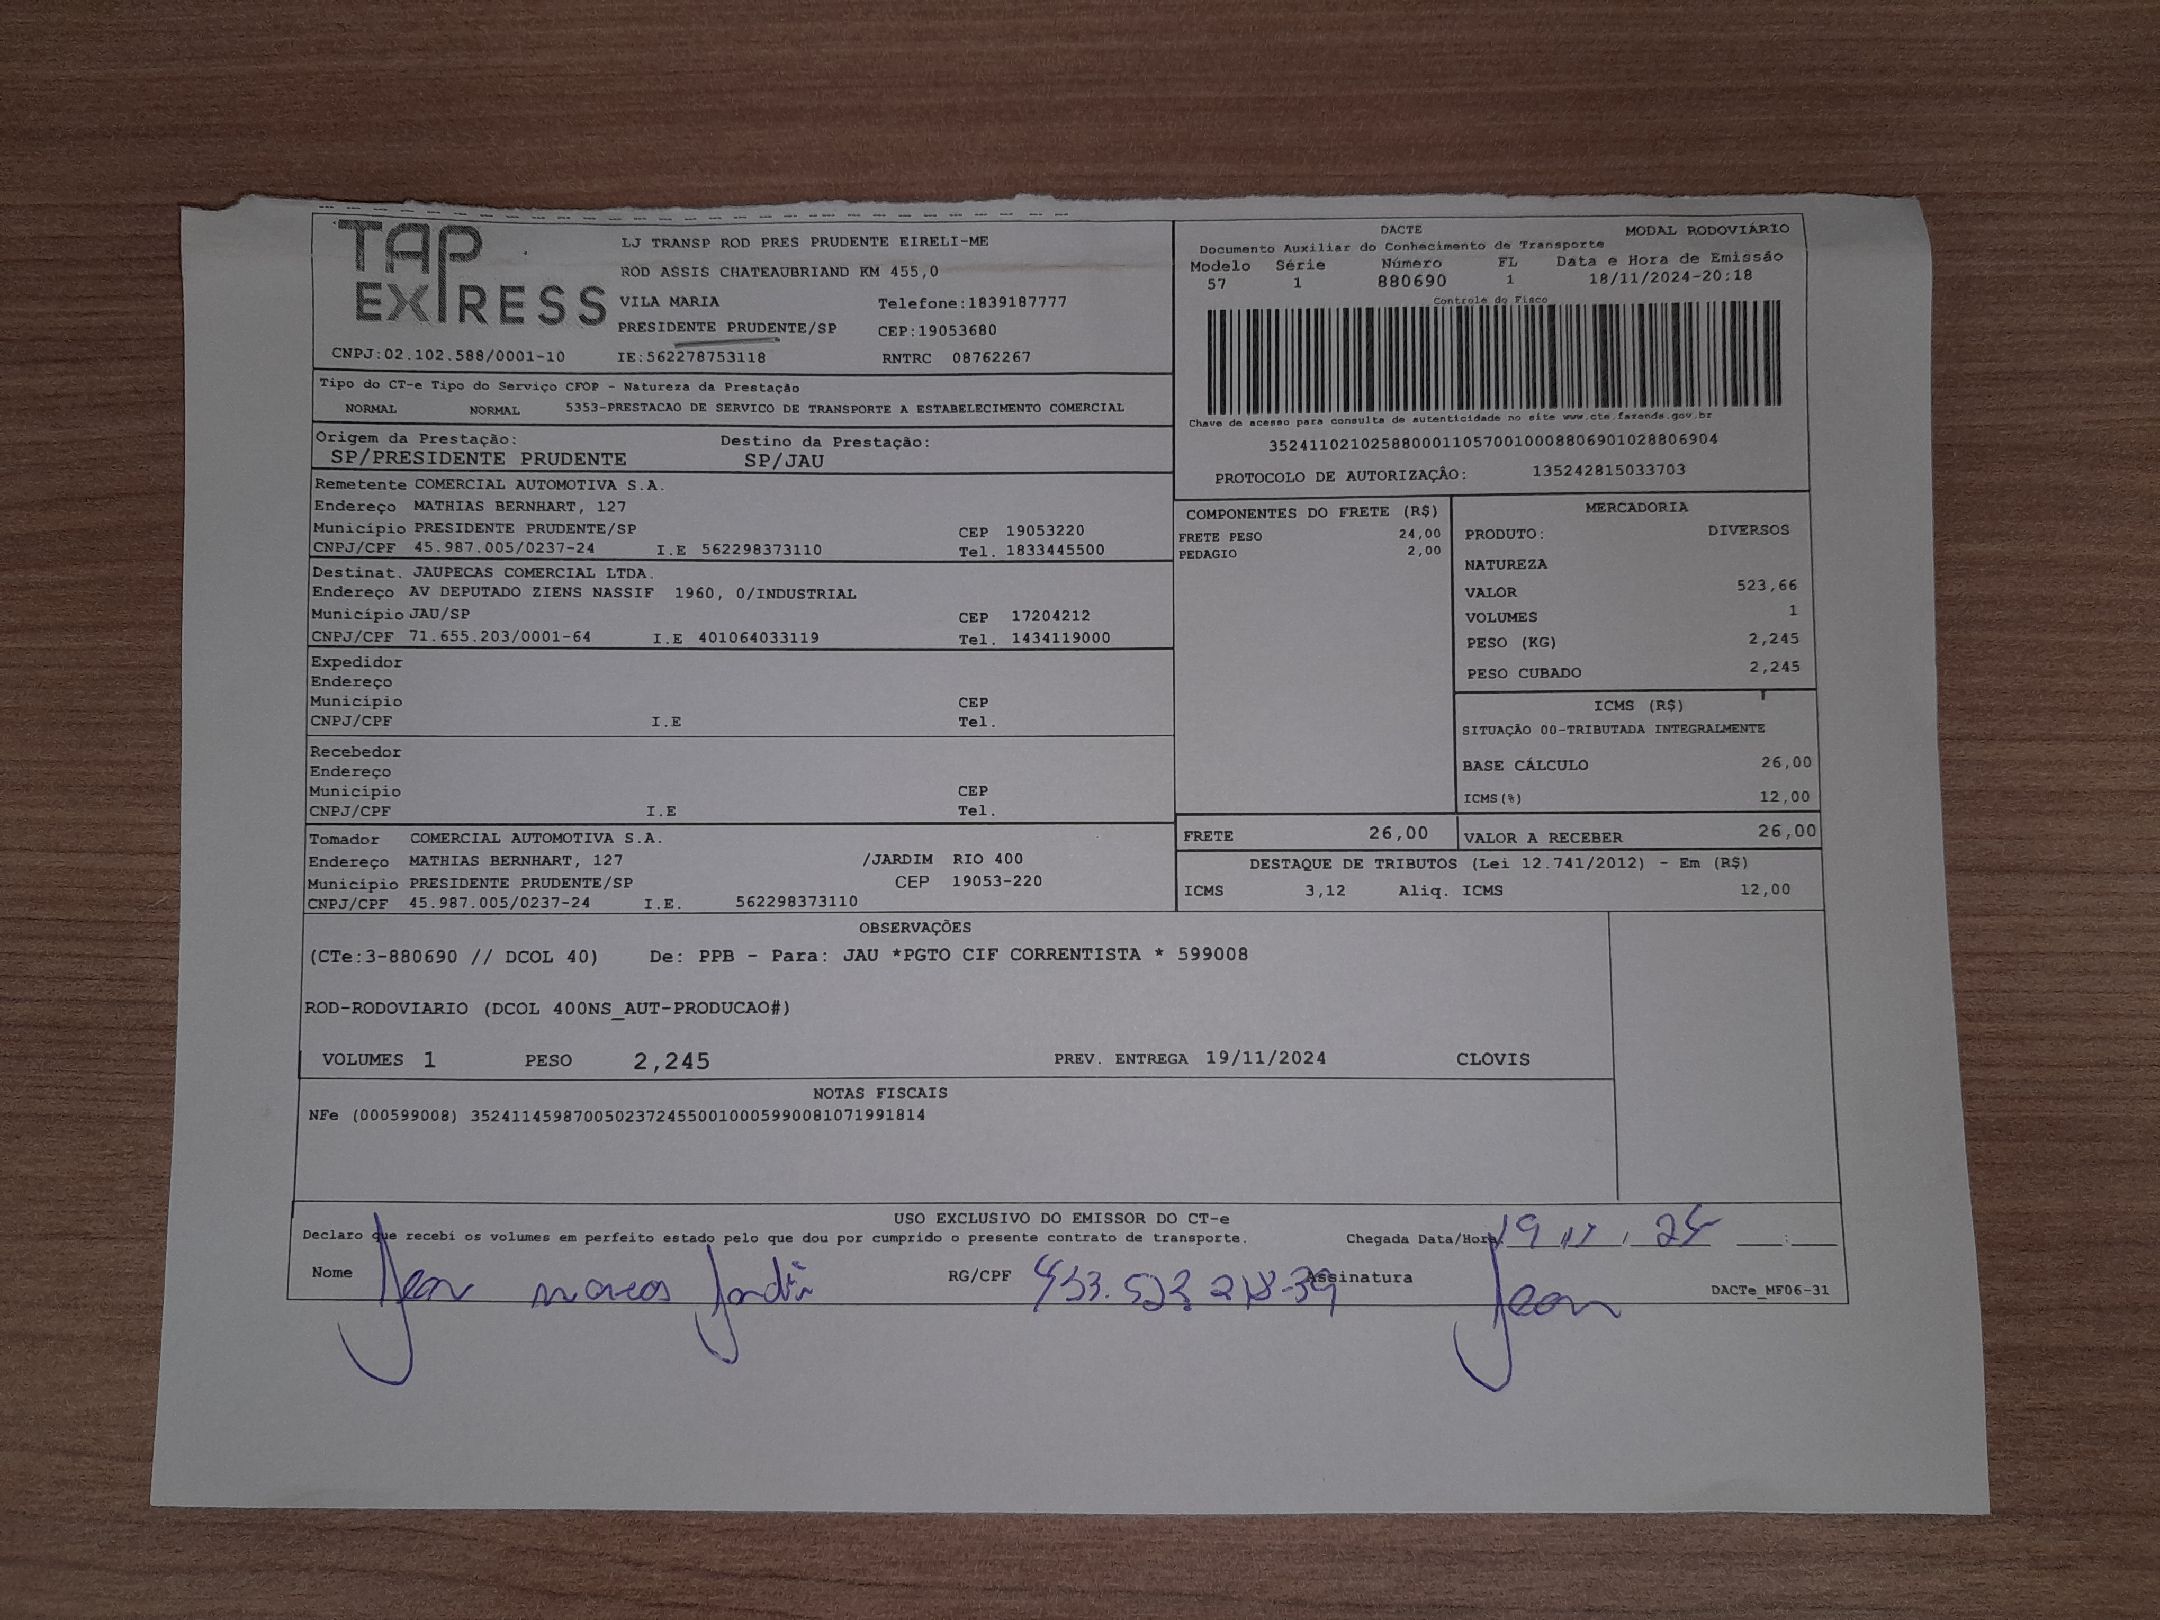 TAP
EXPRESS
LJ TRANSP ROD PRES PRUDENTE EIRELI-ME
ROD ASSIS CHATEAUBRIAND KM 455,0
VILA MARIA Telefone:1839187777
PRESIDENTE PRUDENTE/SP CEP:19053680
CNPJ:02.102.588/0001-10 IE:562278753118 RNTRC 08762267
DACTE MODAL RODOVIÁRIO
Documento Auxiliar do Conhecimento de Transporte
Modelo Série Número FL Data e Hora de Emissão
57 1 880690 1 18/11/2024-20:18
Controle do Fisco
Chave de acesso para consulta de autenticidade no site www.cte.fazenda.gov.br
35241102102588000110570010008806901028806904
PROTOCOLO DE AUTORIZAÇÃO: 135242815033703
Tipo do CT-e Tipo do Serviço CFOP - Natureza da Prestação
NORMAL NORMAL 5353-PRESTACAO DE SERVICO DE TRANSPORTE A ESTABELECIMENTO COMERCIAL
Origem da Prestação: Destino da Prestação:
SP/PRESIDENTE PRUDENTE SP/JAU
Remetente COMERCIAL AUTOMOTIVA S.A.
Endereço MATHIAS BERNHART, 127
Município PRESIDENTE PRUDENTE/SP CEP 19053220
CNPJ/CPF 45.987.005/0237-24 I.E 562298373110 Tel. 1833445500
Destinat. JAUPECAS COMERCIAL LTDA.
Endereço AV DEPUTADO ZIENS NASSIF 1960, 0/INDUSTRIAL
Município JAU/SP CEP 17204212
CNPJ/CPF 71.655.203/0001-64 I.E 401064033119 Tel. 1434119000
Expedidor
Endereço
Município CEP
CNPJ/CPF I.E Tel.
Recebedor
Endereço
Município CEP
CNPJ/CPF I.E Tel.
Tomador COMERCIAL AUTOMOTIVA S.A.
Endereço MATHIAS BERNHART, 127 /JARDIM RIO 400
Município PRESIDENTE PRUDENTE/SP CEP 19053-220
CNPJ/CPF 45.987.005/0237-24 I.E. 562298373110
COMPONENTES DO FRETE (R$)
FRETE PESO 24,00
PEDAGIO 2,00
MERCADORIA
PRODUTO: DIVERSOS
NATUREZA
VALOR 523,66
VOLUMES 1
PESO (KG) 2,245
PESO CUBADO 2,245
ICMS (R$)
SITUAÇÃO 00-TRIBUTADA INTEGRALMENTE
BASE CÁLCULO 26,00
ICMS(%) 12,00
FRETE 26,00 VALOR A RECEBER 26,00
DESTAQUE DE TRIBUTOS (Lei 12.741/2012) - Em (R$)
ICMS 3,12 Aliq. ICMS 12,00
OBSERVAÇÕES
(CTe:3-880690 // DCOL 40) De: PPB - Para: JAU *PGTO CIF CORRENTISTA * 599008
ROD-RODOVIARIO (DCOL 400NS_AUT-PRODUCAO#)
VOLUMES 1 PESO 2,245 PREV. ENTREGA 19/11/2024 CLOVIS
NOTAS FISCAIS
NFe (000599008) 35241145987005023724550010005990081071991814
USO EXCLUSIVO DO EMISSOR DO CT-e
Declaro que recebi os volumes em perfeito estado pelo que dou por cumprido o presente contrato de transporte. Chegada Data/Hora: 19 11
Nome Jean marcos RG/CPF Assinatura Jean DACTe_MF06-31